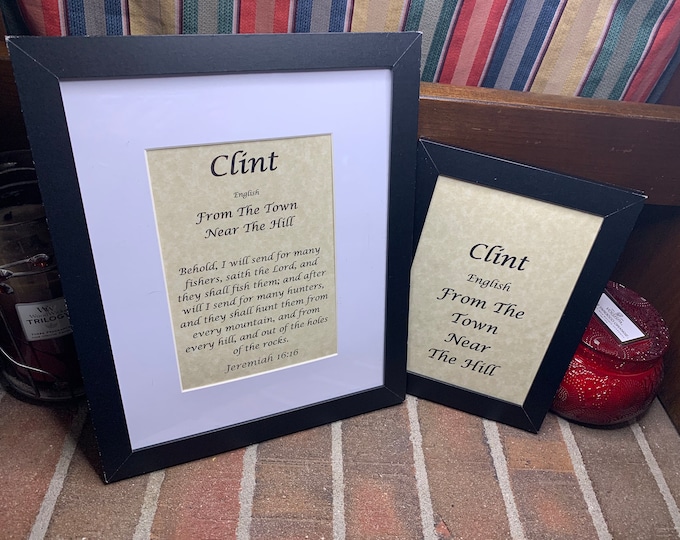 Clint
English
From The Town
Near The Hill
Behold, I will send for many
fishers, saith the Lord, and
they shall fish them; and after
will I send for many hunters,
and they shall hunt them from
every mountain, and from
every hill, and out of the holes
of the rocks.
Jeremiah 16:16
Clint
English
From The
Town
Near
The Hill
TRILOGY